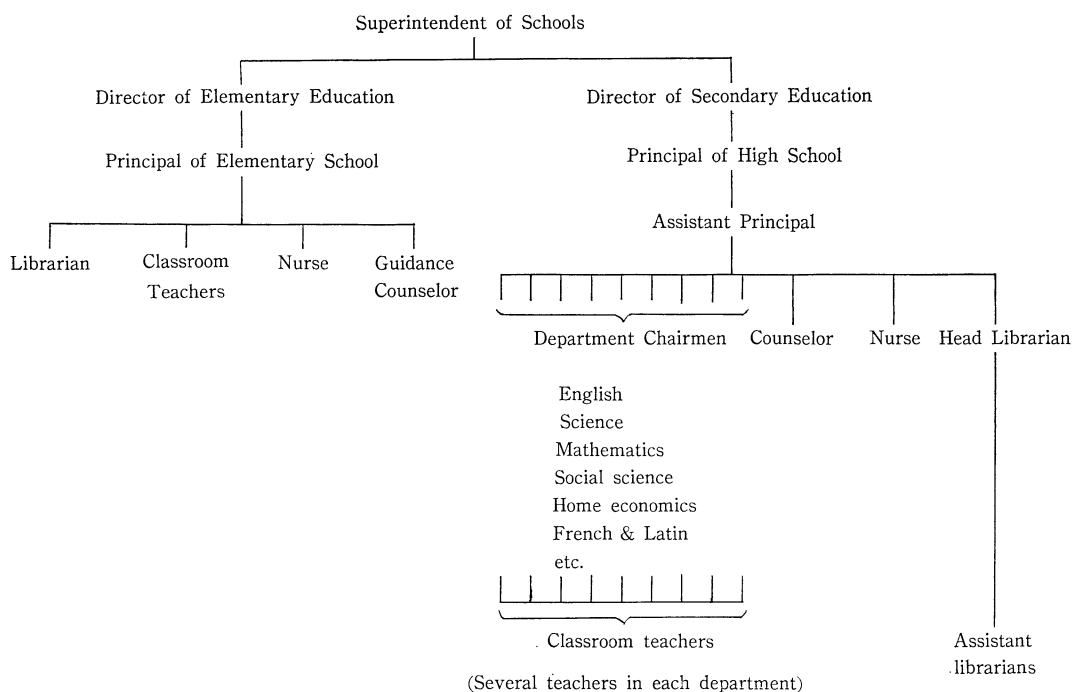 Superintendent of Schools
Director of Elementary Education
Director of Secondary Education
Principal of Elementary School
Principal of High School
Assistant Principal
Librarian
Classroom
Teachers
Nurse
Guidance
Counselor
Department Chairmen
Counselor
Nurse
Head Librarian
English
Science
Mathematics
Social science
Home economics
French & Latin
etc.
Classroom teachers
(Several teachers in each department)
Assistant
librarians